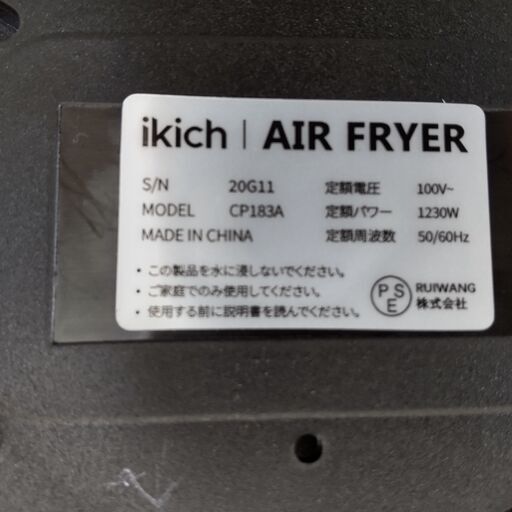 ikich | AIR FRYER
S/N 20G11 定額電圧 100V~
MODEL CP183A 定額パワー 1230W
MADE IN CHINA 定額周波数 50/60Hz
・この製品を水に浸しないでください。
・ご家庭でのみ使用してください。
・使用する前に説明書を読んでください。
PSE
RUIWANG
株式会社